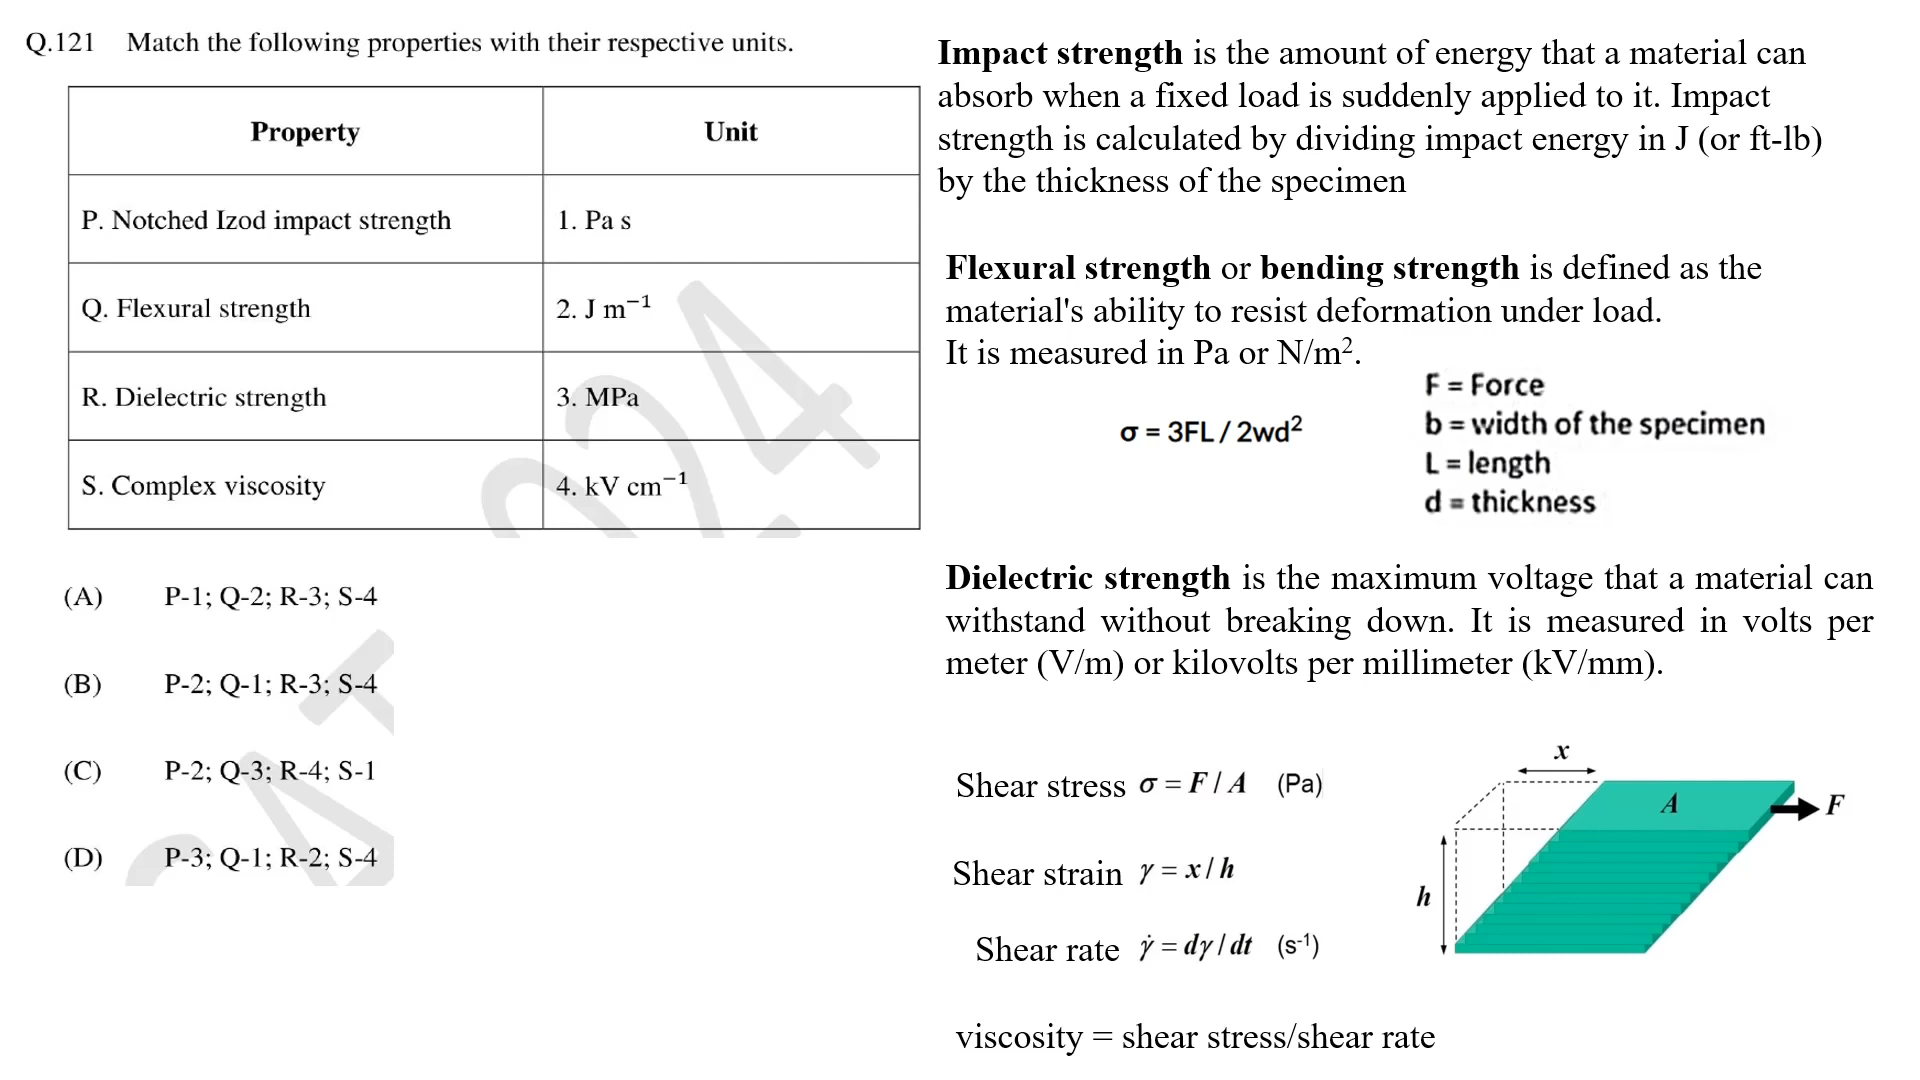 Q.121 Match the following properties with their respective units.
Property Unit
P. Notched Izod impact strength 1. Pa s
Q. Flexural strength 2. J m⁻¹
R. Dielectric strength 3. MPa
S. Complex viscosity 4. kV cm⁻¹
(A) P-1; Q-2; R-3; S-4
(B) P-2; Q-1; R-3; S-4
(C) P-2; Q-3; R-4; S-1
(D) P-3; Q-1; R-2; S-4
Impact strength is the amount of energy that a material can
absorb when a fixed load is suddenly applied to it. Impact
strength is calculated by dividing impact energy in J (or ft-lb)
by the thickness of the specimen
Flexural strength or bending strength is defined as the
material's ability to resist deformation under load.
It is measured in Pa or N/m².
σ = 3FL / 2wd²
F = Force
b = width of the specimen
L = length
d = thickness
Dielectric strength is the maximum voltage that a material can
withstand without breaking down. It is measured in volts per
meter (V/m) or kilovolts per millimeter (kV/mm).
Shear stress σ = F / A (Pa)
Shear strain γ = x / h
Shear rate γ̇ = dγ / dt (s⁻¹)
viscosity = shear stress/shear rate
x
A
F
h